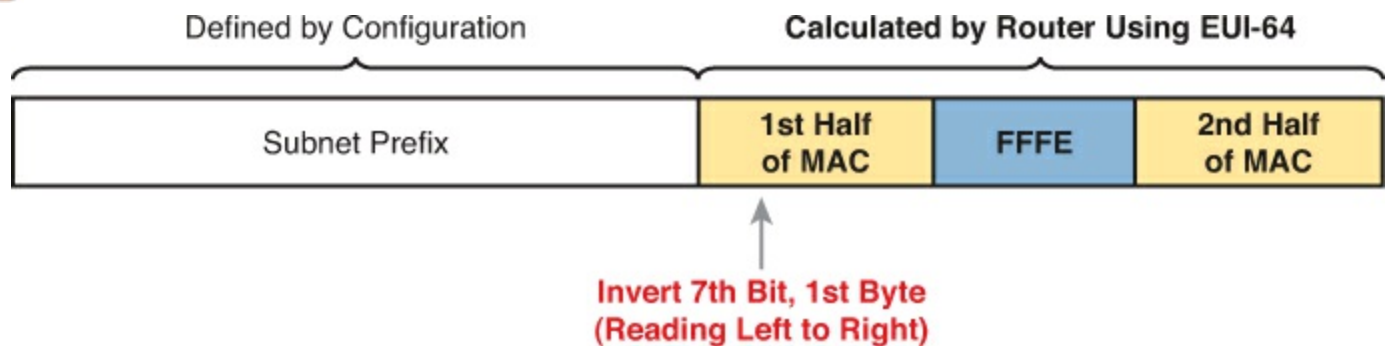 Defined by Configuration
Calculated by Router Using EUI-64
Subnet Prefix
1st Half
of MAC
FFFE
2nd Half
of MAC
Invert 7th Bit, 1st Byte
(Reading Left to Right)